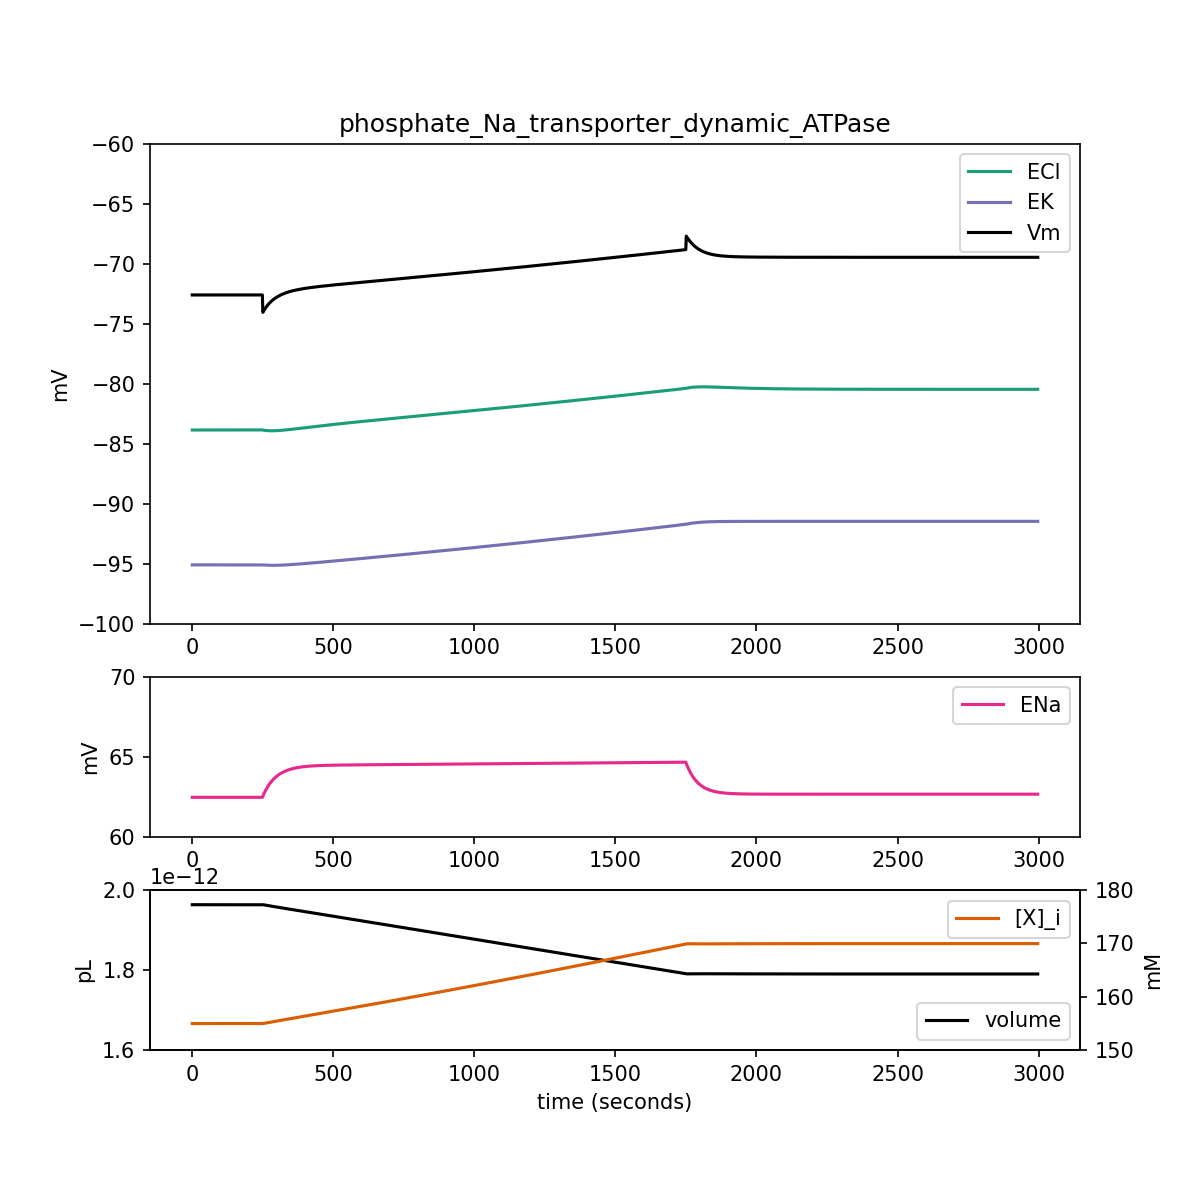 phosphate_Na_transporter_dynamic_ATPase
−60
−65
−70
−75
−80
−85
−90
−95
−100
mV
ECl
EK
Vm
0 500 1000 1500 2000 2500 3000
70
65
60
mV
ENa
0 500 1000 1500 2000 2500 3000
1e−12
2.0
1.8
1.6
pL
[X]_i
volume
180
170
160
150
mM
0 500 1000 1500 2000 2500 3000
time (seconds)